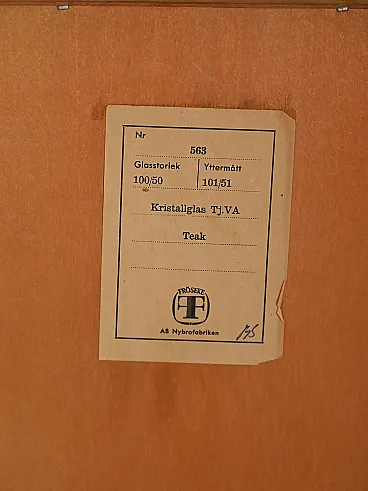 Nr
563
Glasstorlek Yttermått
100/50 101/51
Kristallglas Tj.VA
Teak
FRÖSEKE
F
AB Nybrofabriken